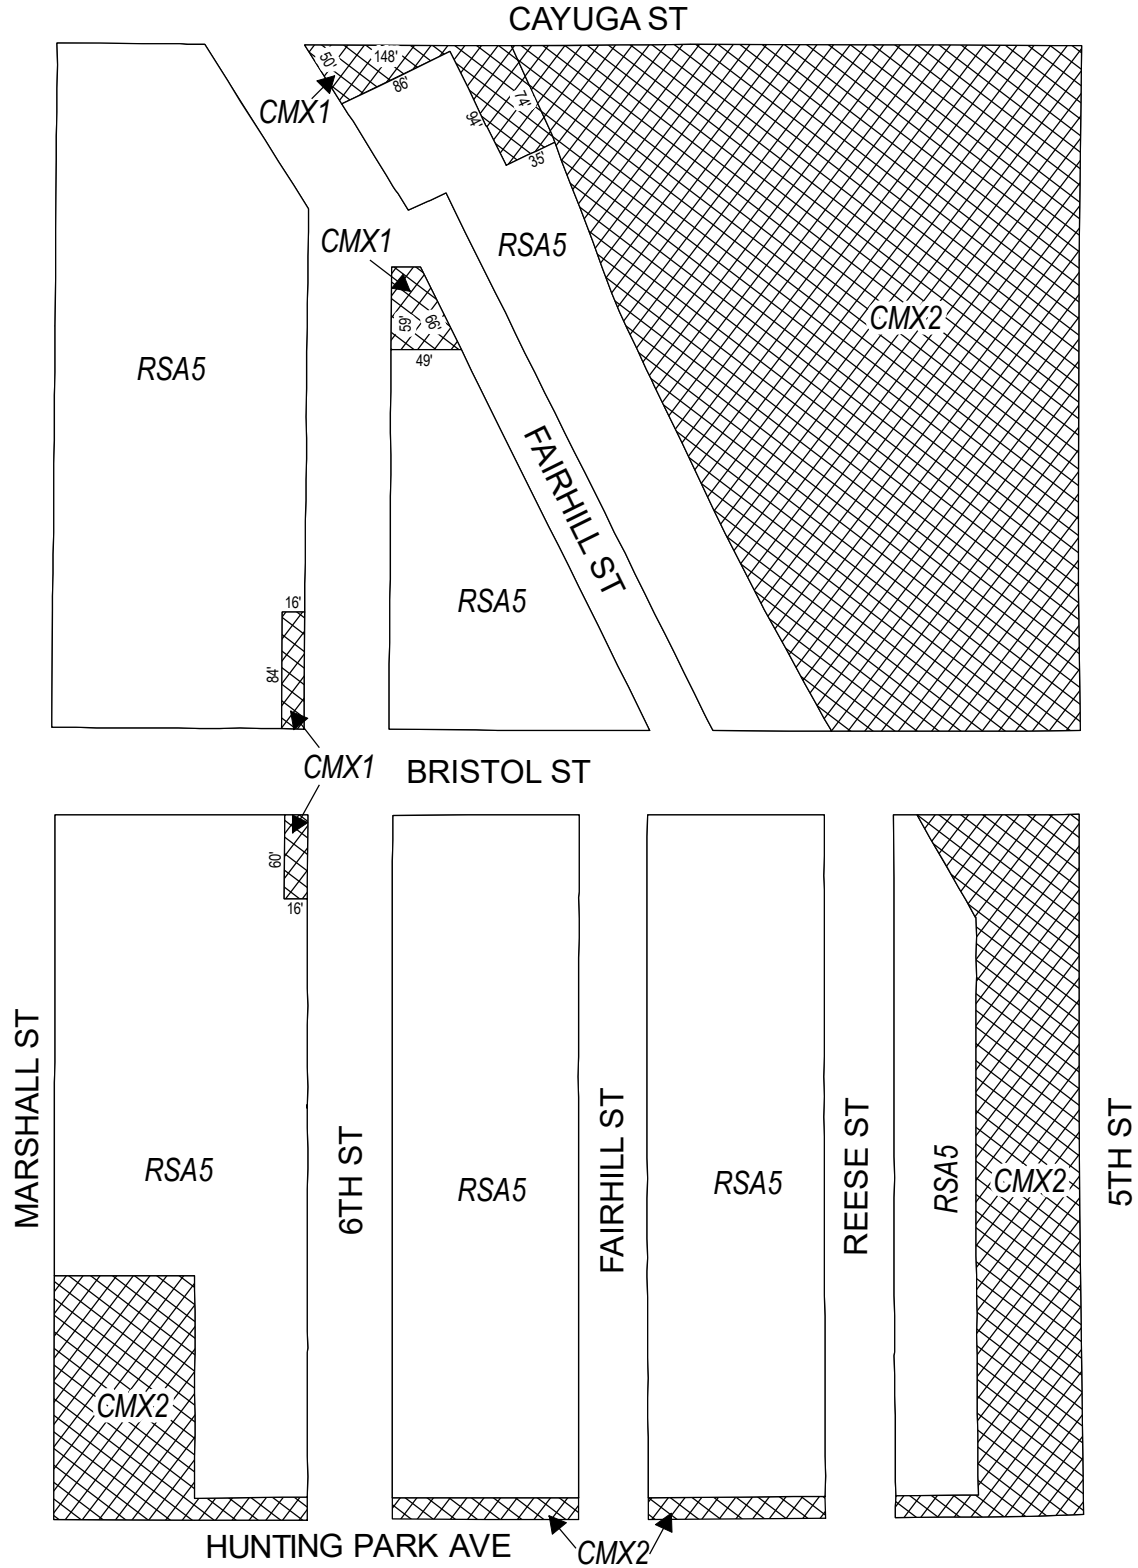 CAYUGA ST
50'
148'
86'
CMX1
74'
94'
35'
CMX1
RSA5
59'
66'
49'
CMX2
RSA5
FAIRHILL ST
RSA5
16'
84'
CMX1
BRISTOL ST
60'
16'
MARSHALL ST
RSA5
6TH ST
RSA5
FAIRHILL ST
RSA5
REESE ST
RSA5
CMX2
5TH ST
CMX2
HUNTING PARK AVE
CMX2